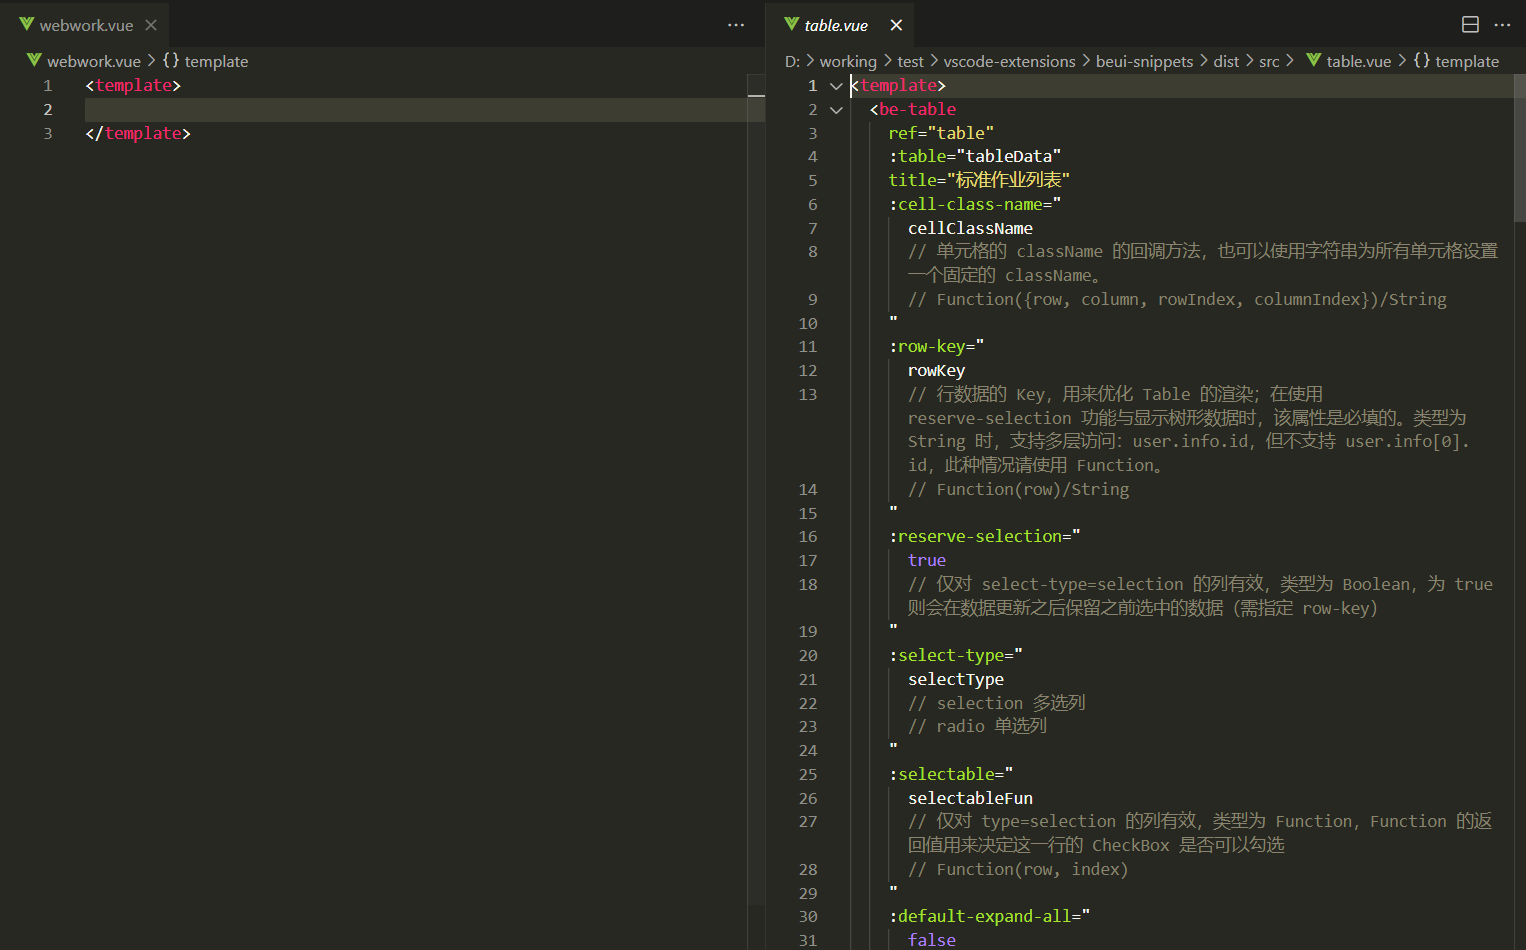 webwork.vue
webwork.vue > {} template
1 <template>
2
3 </template>
table.vue
D: > working > test > vscode-extensions > beui-snippets > dist > src > table.vue > {} template
1 <template>
2 <be-table
3 ref="table"
4 :table="tableData"
5 title="标准作业列表"
6 :cell-class-name="
7 cellClassName
8 // 单元格的 className 的回调方法，也可以使用字符串为所有单元格设置
一个固定的 className。
9 // Function({row, column, rowIndex, columnIndex})/String
10 "
11 :row-key="
12 rowKey
13 // 行数据的 Key，用来优化 Table 的渲染；在使用
reserve-selection 功能与显示树形数据时，该属性是必填的。类型为
String 时，支持多层访问：user.info.id，但不支持 user.info[0].
id，此种情况请使用 Function。
14 // Function(row)/String
15 "
16 :reserve-selection="
17 true
18 // 仅对 select-type=selection 的列有效，类型为 Boolean，为 true
则会在数据更新之后保留之前选中的数据（需指定 row-key）
19 "
20 :select-type="
21 selectType
22 // selection 多选列
23 // radio 单选列
24 "
25 :selectable="
26 selectableFun
27 // 仅对 type=selection 的列有效，类型为 Function，Function 的返
回值用来决定这一行的 CheckBox 是否可以勾选
28 // Function(row, index)
29 "
30 :default-expand-all="
31 false